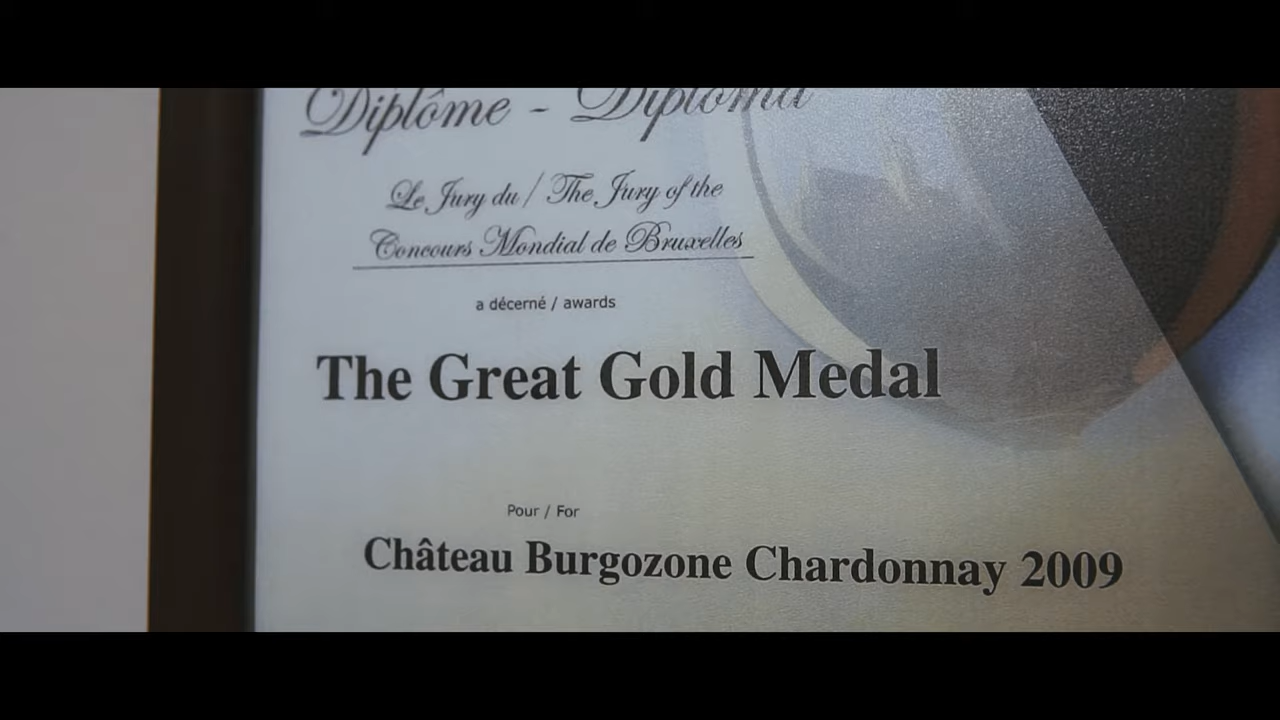 Diplôme - Diploma
Le Jury du / The Jury of the
Concours Mondial de Bruxelles
a décerné / awards
The Great Gold Medal
Pour / For
Château Burgozone Chardonnay 2009